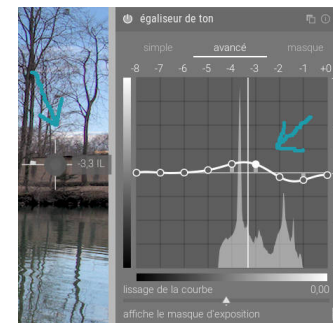 égaliseur de ton
simple avancé masque
-8 -7 -6 -5 -4 -3 -2 -1 +0
-3,3 IL
lissage de la courbe 0,00
affiche le masque d'exposition